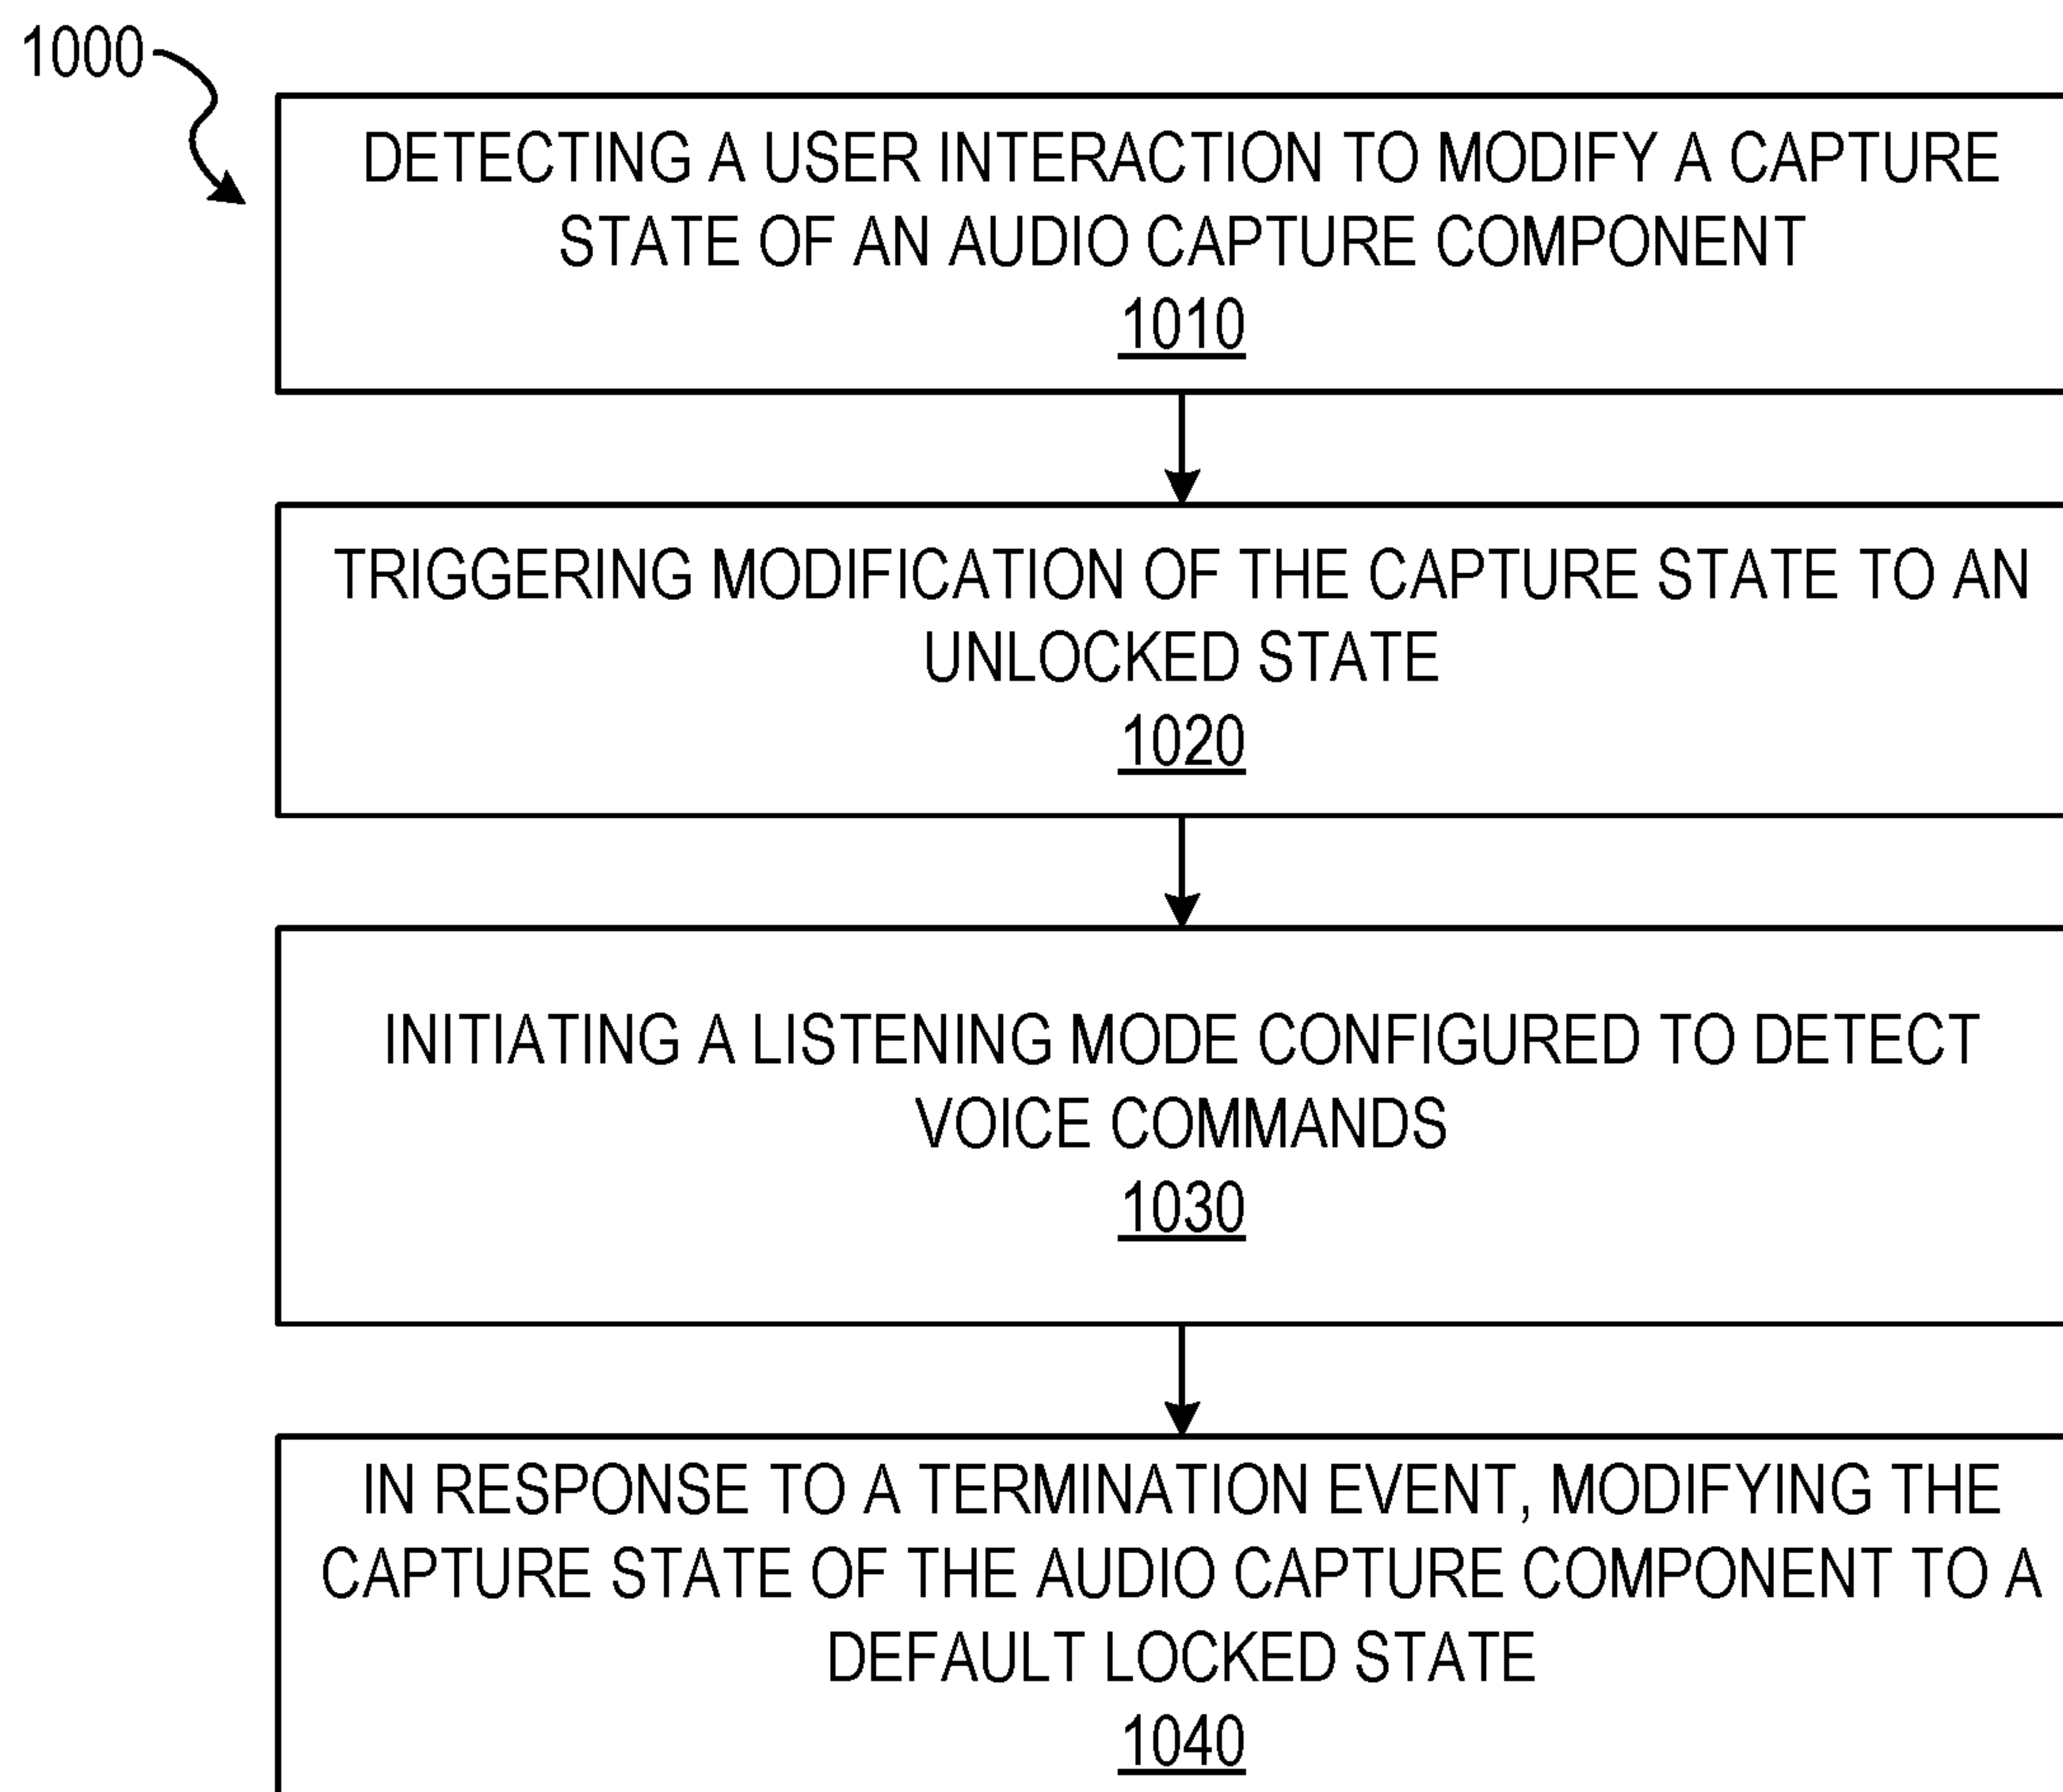 1000
DETECTING A USER INTERACTION TO MODIFY A CAPTURE
STATE OF AN AUDIO CAPTURE COMPONENT
1010
TRIGGERING MODIFICATION OF THE CAPTURE STATE TO AN
UNLOCKED STATE
1020
INITIATING A LISTENING MODE CONFIGURED TO DETECT
VOICE COMMANDS
1030
IN RESPONSE TO A TERMINATION EVENT, MODIFYING THE
CAPTURE STATE OF THE AUDIO CAPTURE COMPONENT TO A
DEFAULT LOCKED STATE
1040